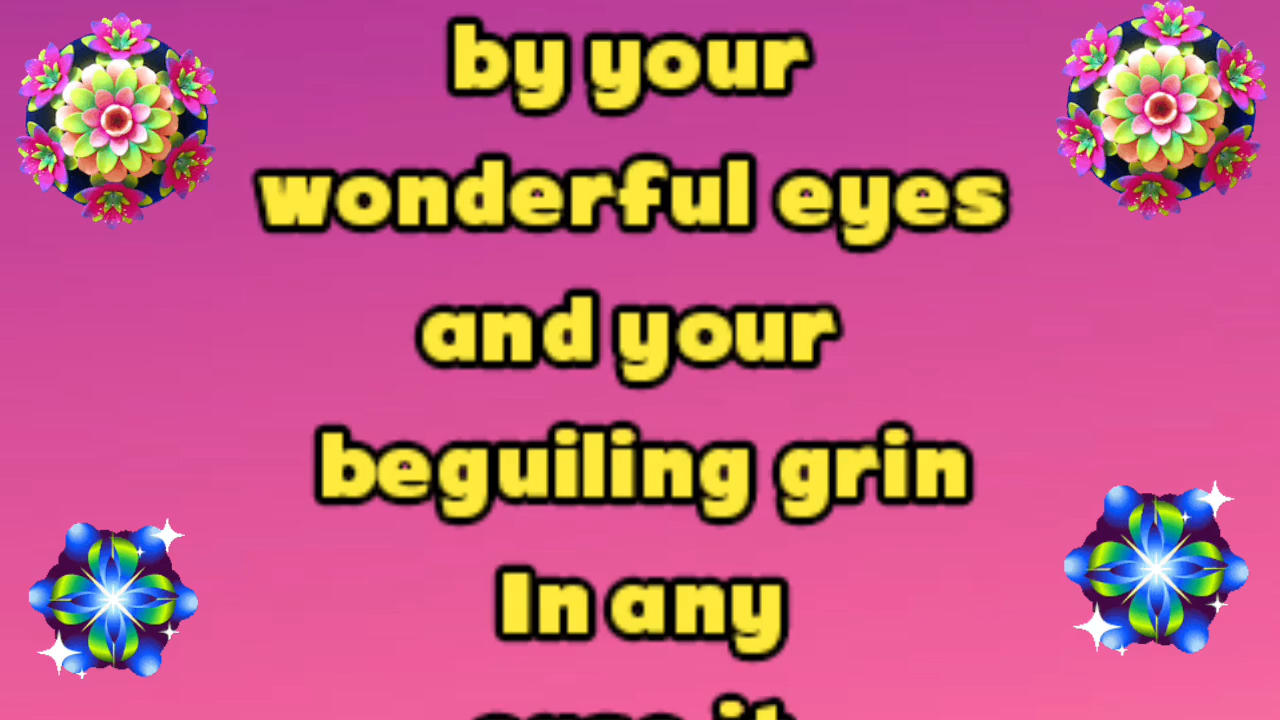 by your
wonderful eyes
and your
beguiling grin
In any